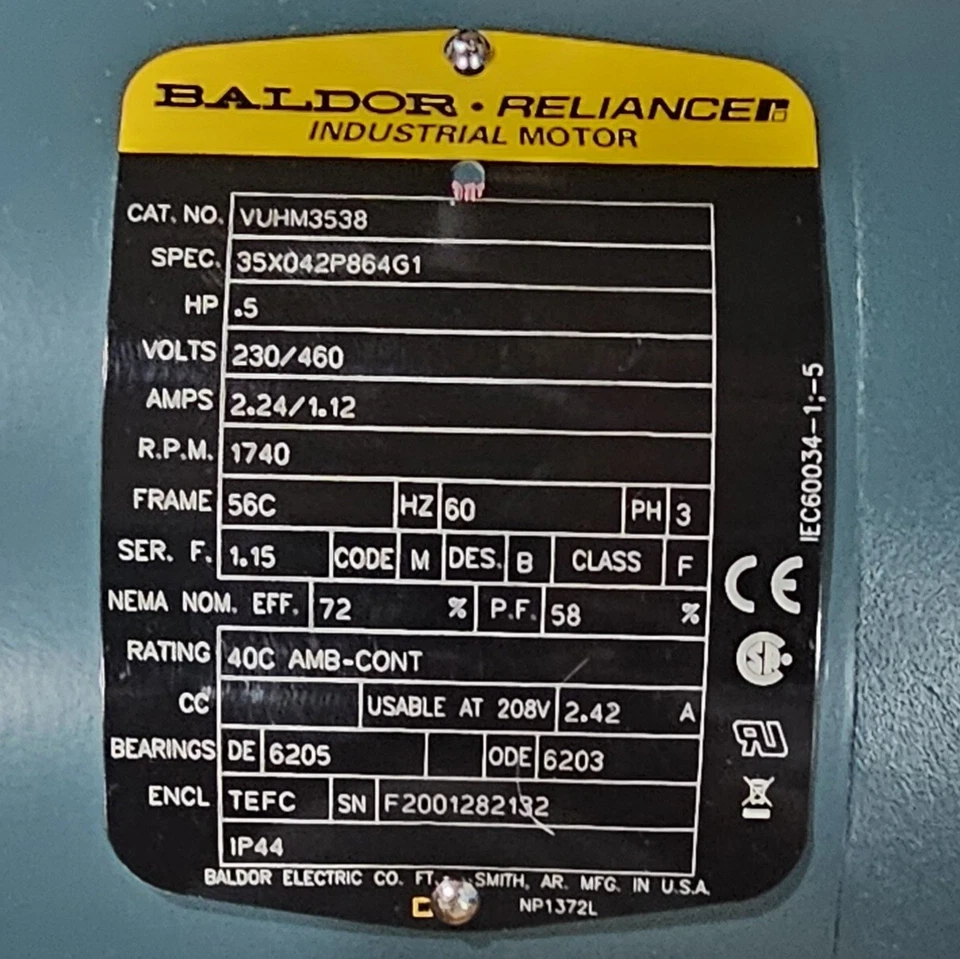 BALDOR • RELIANCE
INDUSTRIAL MOTOR
CAT. NO. VUHM3538
SPEC. 35X042P864G1
HP .5
VOLTS 230/460
AMPS 2.24/1.12
R.P.M. 1740
FRAME 56C HZ 60 PH 3
SER. F. 1.15 CODE M DES. B CLASS F
NEMA NOM. EFF. 72 % P.F. 58 %
RATING 40C AMB-CONT
CC USABLE AT 208V 2.42 A
BEARINGS DE 6205 ODE 6203
ENCL TEFC SN F2001282132
IP44
BALDOR ELECTRIC CO. FT. SMITH, AR. MFG. IN U.S.A.
NP1372L
IEC60034-1;-5
CE